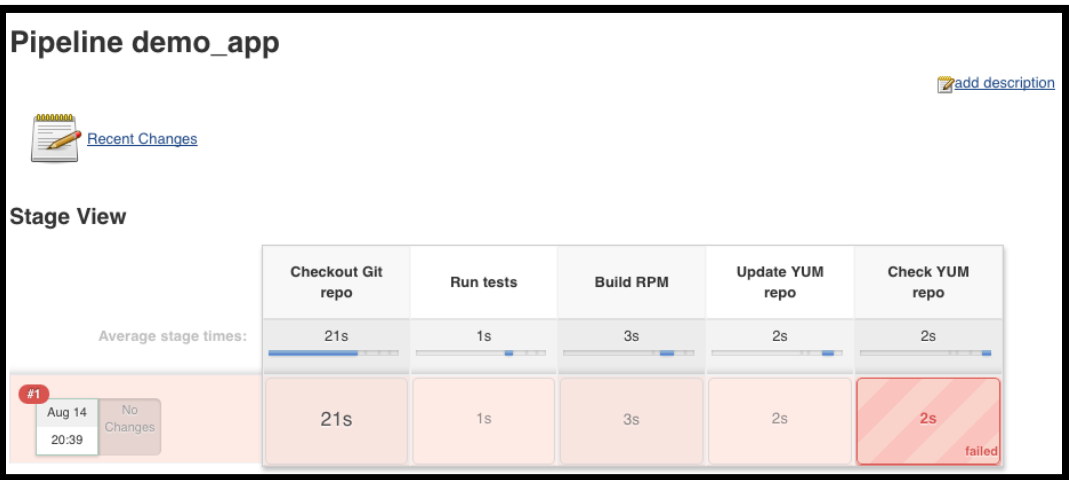 Pipeline demo_app
add description
Recent Changes
Stage View
Checkout Git
repo
Run tests
Build RPM
Update YUM
repo
Check YUM
repo
Average stage times:
21s
1s
3s
2s
2s
#1
Aug 14
20:39
No
Changes
21s
1s
3s
2s
2s
failed